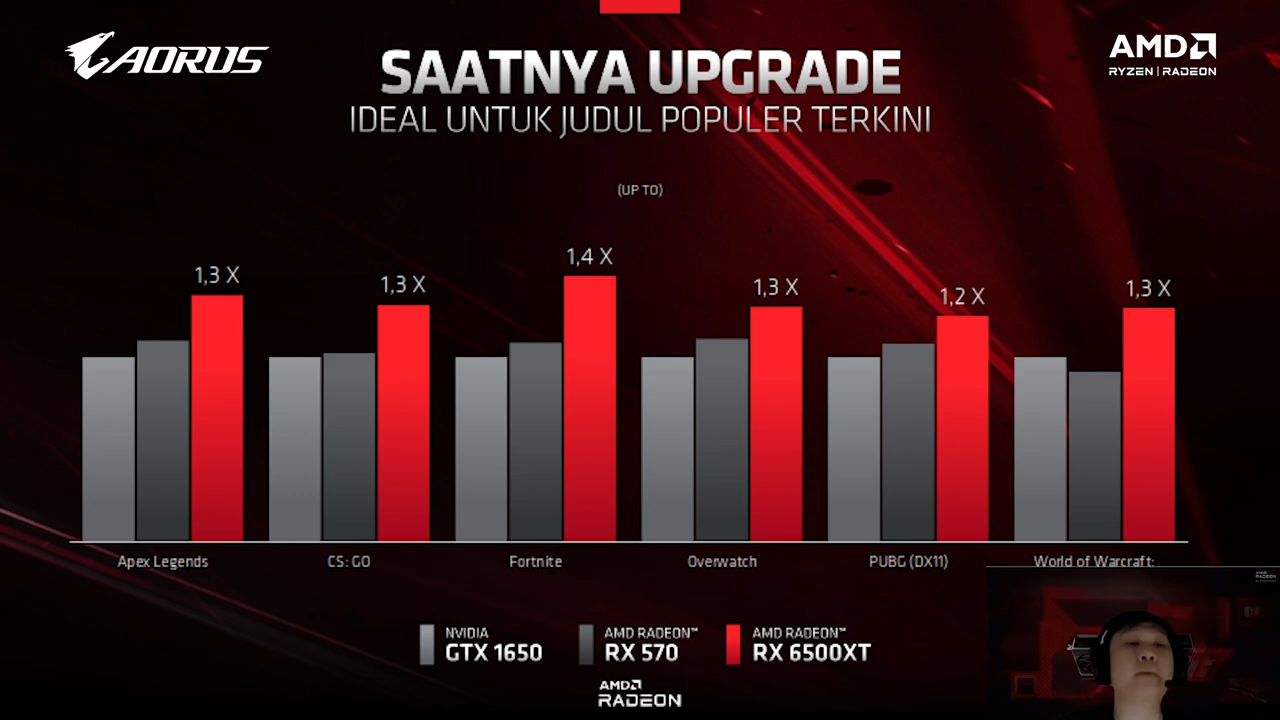 AORUS
AMD
RYZEN | RADEON
SAATNYA UPGRADE
IDEAL UNTUK JUDUL POPULER TERKINI
(UP TO)
1,3 X
1,3 X
1,4 X
1,3 X
1,2 X
1,3 X
Apex Legends
CS: GO
Fortnite
Overwatch
PUBG (DX11)
World of Warcraft:
NVIDIA
GTX 1650
AMD RADEON™
RX 570
AMD RADEON™
RX 6500XT
AMD
RADEON